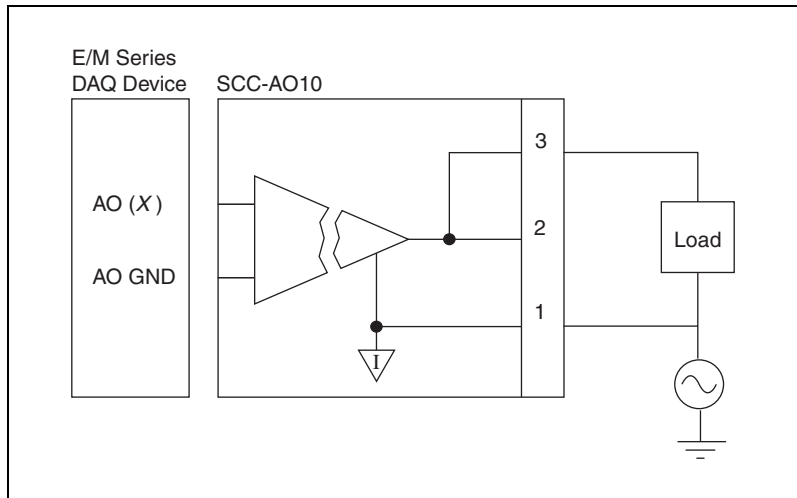 E/M Series
DAQ Device
SCC-AO10
AO (X)
AO GND
3
2
1
I
Load